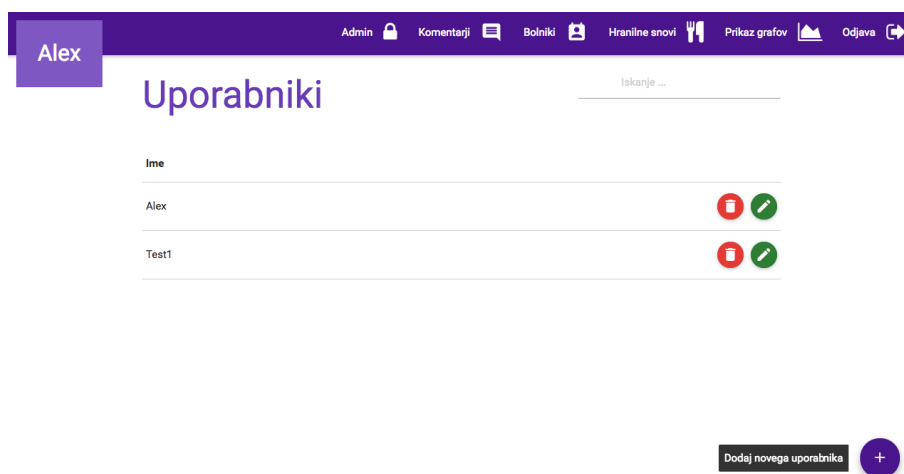 Alex
Admin Komentarji Bolniki Hranilne snovi Prikaz grafov Odjava
Uporabniki
Iskanje ...
Ime
Alex
Test1
Dodaj novega uporabnika +